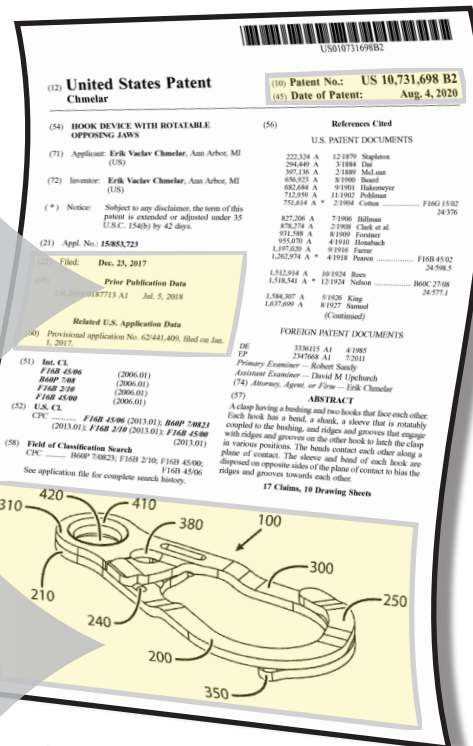 US010731698B2
(12) United States Patent
Chmelar
(10) Patent No.: US 10,731,698 B2
(45) Date of Patent: Aug. 4, 2020
(54) HOOK DEVICE WITH ROTATABLE
OPPOSING JAWS
(71) Applicant: Erik Vaclav Chmelar, Ann Arbor, MI
(US)
(72) Inventor: Erik Vaclav Chmelar, Ann Arbor, MI
(US)
(*) Notice: Subject to any disclaimer, the term of this
patent is extended or adjusted under 35
U.S.C. 154(b) by 42 days.
(21) Appl. No.: 15/853,723
(22) Filed: Dec. 23, 2017
Prior Publication Data
US 2018/0187713 A1 Jul. 5, 2018
Related U.S. Application Data
(60) Provisional application No. 62/441,409, filed on Jan.
1, 2017.
(51) Int. Cl.
F16B 45/06 (2006.01)
B60P 7/08 (2006.01)
F16B 2/10 (2006.01)
F16B 45/00 (2006.01)
(52) U.S. Cl.
CPC .......... F16B 45/06 (2013.01); B60P 7/0823
(2013.01); F16B 2/10 (2013.01); F16B 45/00
(2013.01)
(58) Field of Classification Search
CPC ...... B60P 7/0823; F16B 2/10; F16B 45/00;
F16B 45/06
See application file for complete search history.
(56) References Cited
U.S. PATENT DOCUMENTS
222,324 A 12/1879 Stapleton
294,449 A 3/1884 Dat
397,136 A 2/1889 McLean
656,923 A 8/1900 Beard
682,684 A 9/1901 Hakemeyer
712,959 A 11/1902 Pohlman
751,614 A * 2/1904 Cotten F16G 15/02
24/376
827,206 7/1906 Billman
878,274 A 2/1908 Clark et al.
931,588 A 8/1909 Forstner
955,070 A 4/1910 Honabach
1,197,020 A 9/1916 Farrar
1,262,974 A * 4/1918 Pearen F16B 45/02
24/598.5
1,512,914 A 10/1924 Rees
1,518,541 A * 12/1924 Nelson B60C 27/08
24/577.1
1,584,307 A 5/1926 King
1,637,699 A 8/1927 Samuel
(Continued)
FOREIGN PATENT DOCUMENTS
DE 3336115 A1 4/1985
EP 2347668 A1 7/2011
Primary Examiner — Robert Sandy
Assistant Examiner — David M Upchurch
(74) Attorney, Agent, or Firm — Erik Chmelar
(57) ABSTRACT
A clasp having a bushing and two hooks that face each other.
Each hook has a bend, a shank, a sleeve that is rotatably
coupled to the bushing, and ridges and grooves that engage
with ridges and grooves on the other hook to latch the clasp
in various positions. The bends contact each other along a
plane of contact. The sleeve and bend of each hook are
disposed on opposite sides of the plane of contact to bias the
ridges and grooves towards each other.
17 Claims, 10 Drawing Sheets
420
410
310
380
100
300
250
210
240
200
350